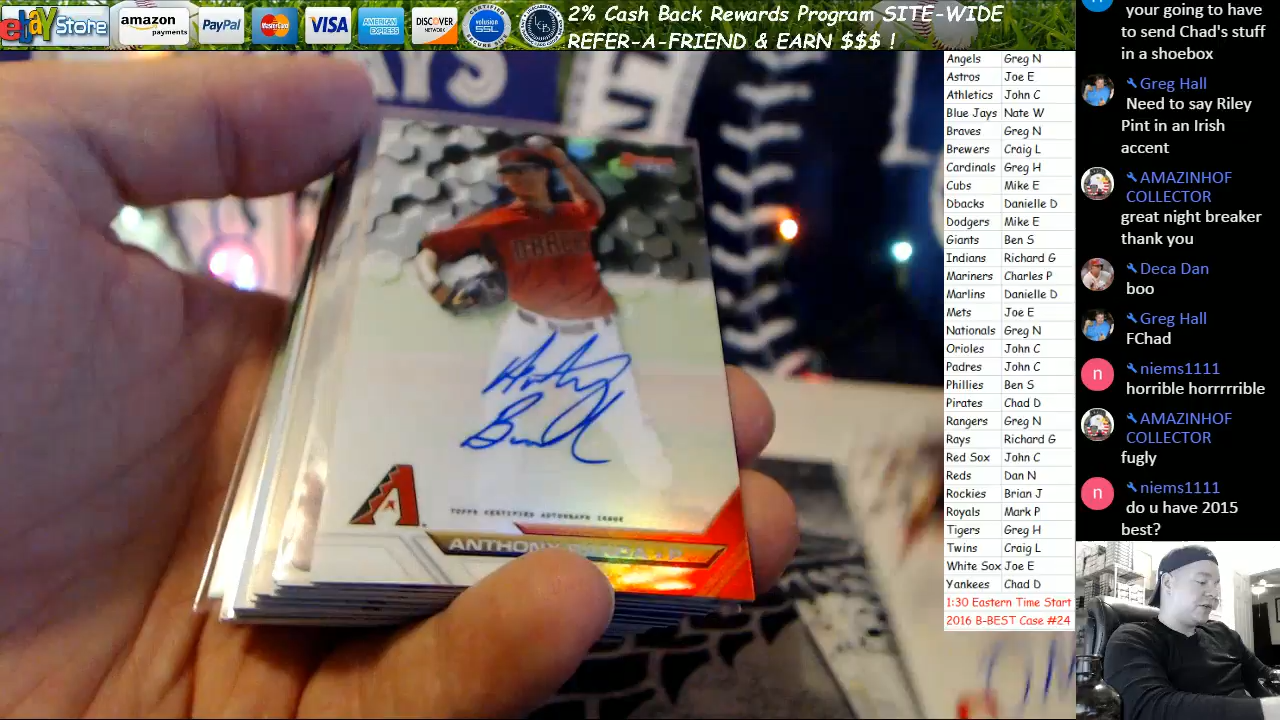 ebay Store
amazon
payments
PayPal
MasterCard
VISA
AMERICAN
EXPRESS
DISCOVER
NETWORK
volusion
SSL
2% Cash Back Rewards Program SITE-WIDE
REFER-A-FRIEND & EARN $$$ !
AYS
ANTHONY
TOPPS CERTIFIED AUTOGRAPH ISSUE
A
Angels Greg N
Astros Joe E
Athletics John C
Blue Jays Nate W
Braves Greg N
Brewers Craig L
Cardinals Greg H
Cubs Mike E
Dbacks Danielle D
Dodgers Mike E
Giants Ben S
Indians Richard G
Mariners Charles P
Marlins Danielle D
Mets Joe E
Nationals Greg N
Orioles John C
Padres John C
Phillies Ben S
Pirates Chad D
Rangers Greg N
Rays Richard G
Red Sox John C
Reds Dan N
Rockies Brian J
Royals Mark P
Tigers Greg H
Twins Craig L
White Sox Joe E
Yankees Chad D
1:30 Eastern Time Start
2016 B-BEST Case #24
your going to have
to send Chad's stuff
in a shoebox
Greg Hall
Need to say Riley
Pint in an Irish
accent
AMAZINHOF
COLLECTOR
great night breaker
thank you
Deca Dan
boo
Greg Hall
FChad
n niems1111
horrible horrrrrible
AMAZINHOF
COLLECTOR
fugly
n niems1111
do u have 2015
best?